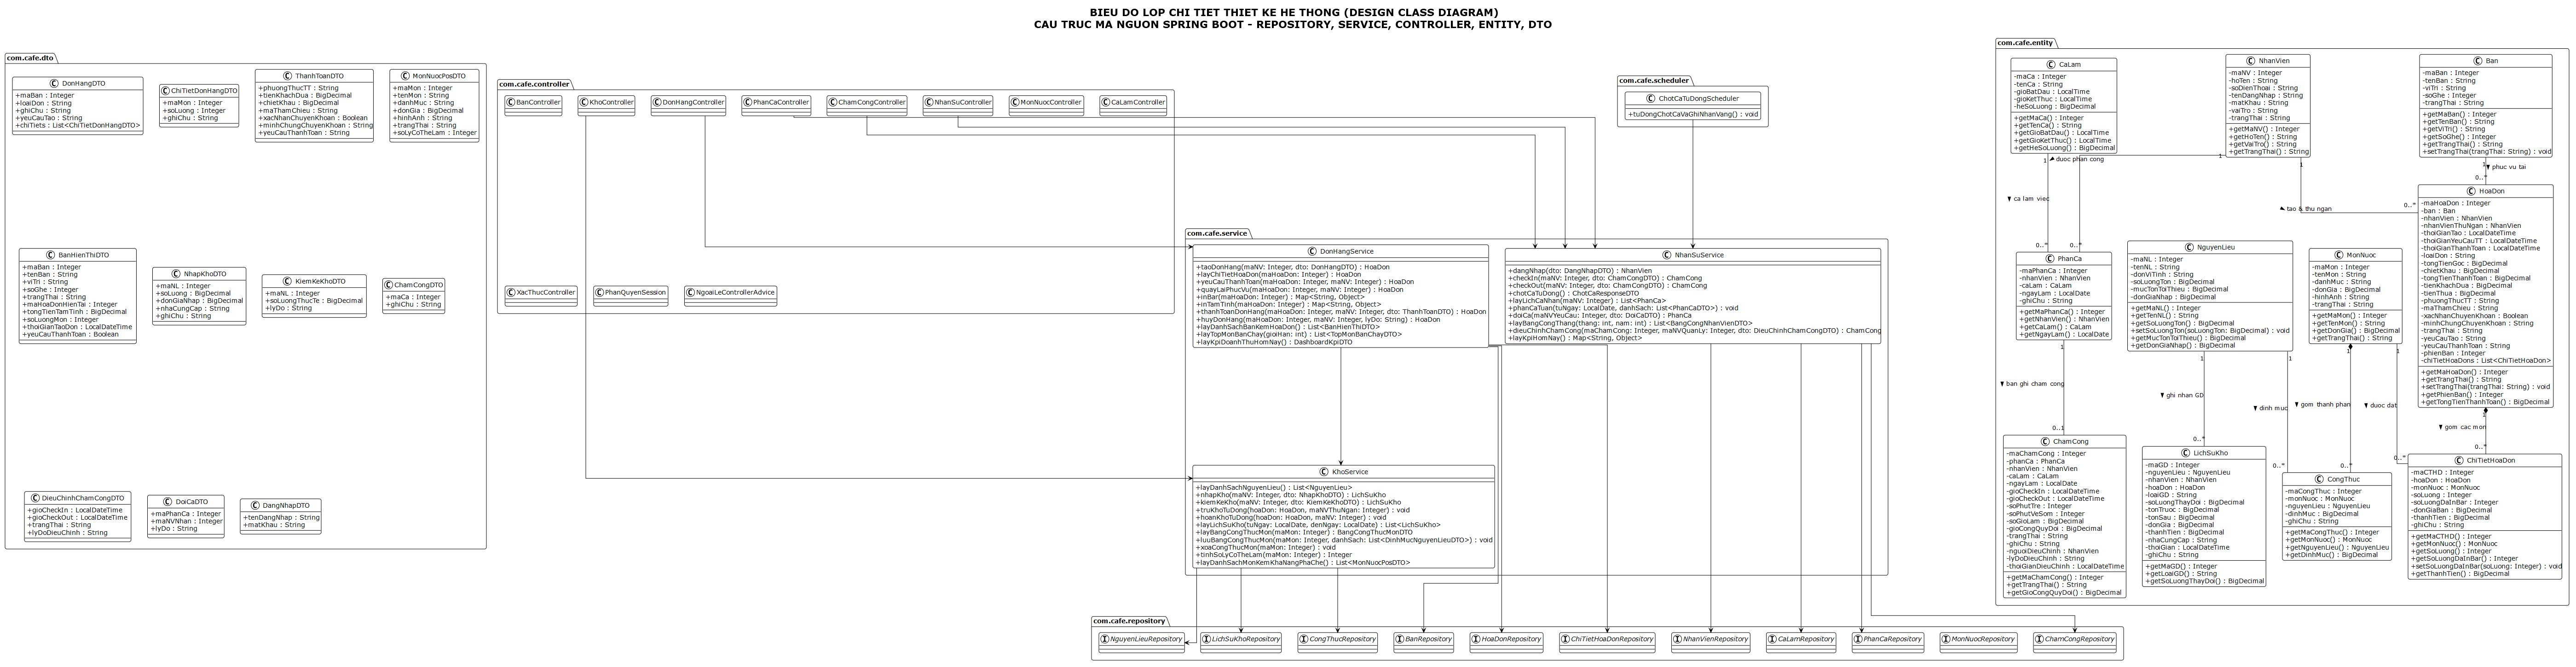 BIEU DO LOP CHI TIET THIET KE HE THONG (DESIGN CLASS DIAGRAM)
CAU TRUC MA NGUON SPRING BOOT - REPOSITORY, SERVICE, CONTROLLER, ENTITY, DTO
com.cafe.dto
DonHangDTO
+maBan : Integer
+loaiDon : String
+ghiChu : String
+yeuCauTao : String
+chiTiets : List<ChiTietDonHangDTO>
ChiTietDonHangDTO
+maMon : Integer
+soLuong : Integer
+ghiChu : String
ThanhToanDTO
+phuongThucTT : String
+tienKhachDua : BigDecimal
+chietKhau : BigDecimal
+maThamChieu : String
+xacNhanChuyenKhoan : Boolean
+minhChungChuyenKhoan : String
+yeuCauThanhToan : String
MonNuocPosDTO
+maMon : Integer
+tenMon : String
+danhMuc : String
+donGia : BigDecimal
+hinhAnh : String
+trangThai : String
+soLyCoTheLam : Integer
BanHienThiDTO
+maBan : Integer
+tenBan : String
+viTri : String
+soGhe : Integer
+trangThai : String
+maHoaDonHienTai : Integer
+tongTienTamTinh : BigDecimal
+soLuongMon : Integer
+thoiGianTaoDon : LocalDateTime
+yeuCauThanhToan : Boolean
NhapKhoDTO
+maNL : Integer
+soLuong : BigDecimal
+donGiaNhap : BigDecimal
+nhaCungCap : String
+ghiChu : String
KiemKeKhoDTO
+maNL : Integer
+soLuongThucTe : BigDecimal
+lyDo : String
ChamCongDTO
+maCa : Integer
+ghiChu : String
DieuChinhChamCongDTO
+gioCheckIn : LocalDateTime
+gioCheckOut : LocalDateTime
+trangThai : String
+lyDoDieuChinh : String
DoiCaDTO
+maPhanCa : Integer
+maNVNhan : Integer
+lyDo : String
DangNhapDTO
+tenDangNhap : String
+matKhau : String
com.cafe.controller
BanController
KhoController
DonHangController
PhanCaController
ChamCongController
NhanSuController
MonNuocController
CaLamController
XacThucController
PhanQuyenSession
NgoaiLeControllerAdvice
com.cafe.scheduler
ChotCaTuDongScheduler
+tuDongChotCaVaGhiNhanVang() : void
com.cafe.service
DonHangService
+taoDonHang(maNV: Integer, dto: DonHangDTO) : HoaDon
+layChiTietHoaDon(maHoaDon: Integer) : HoaDon
+yeuCauThanhToan(maHoaDon: Integer, maNV: Integer) : HoaDon
+quayLaiPhucVu(maHoaDon: Integer, maNV: Integer) : HoaDon
+inBar(maHoaDon: Integer) : Map<String, Object>
+inTamTinh(maHoaDon: Integer) : Map<String, Object>
+thanhToanDonHang(maHoaDon: Integer, maNV: Integer, dto: ThanhToanDTO) : HoaDon
+huyDonHang(maHoaDon: Integer, maNV: Integer, lyDo: String) : HoaDon
+layDanhSachBanKemHoaDon() : List<BanHienThiDTO>
+layTopMonBanChay(gioiHan: int) : List<TopMonBanChayDTO>
+layKpiDoanhThuHomNay() : DashboardKpiDTO
NhanSuService
+dangNhap(dto: DangNhapDTO) : NhanVien
+checkIn(maNV: Integer, dto: ChamCongDTO) : ChamCong
+checkOut(maNV: Integer, dto: ChamCongDTO) : ChamCong
+chotCaTuDong() : ChotCaResponseDTO
+layLichCaNhan(maNV: Integer) : List<PhanCa>
+phanCaTuan(tuNgay: LocalDate, danhSach: List<PhanCaDTO>) : void
+doiCa(maNVYeuCau: Integer, dto: DoiCaDTO) : PhanCa
+layBangCongThang(thang: int, nam: int) : List<BangCongNhanVienDTO>
+dieuChinhChamCong(maChamCong: Integer, maNVQuanLy: Integer, dto: DieuChinhChamCongDTO) : ChamCong
+layKpiHomNay() : Map<String, Object>
KhoService
+layDanhSachNguyenLieu() : List<NguyenLieu>
+nhapKho(maNV: Integer, dto: NhapKhoDTO) : LichSuKho
+kiemKeKho(maNV: Integer, dto: KiemKeKhoDTO) : LichSuKho
+truKhoTuDong(hoaDon: HoaDon, maNVThuNgan: Integer) : void
+hoanKhoTuDong(hoaDon: HoaDon, maNV: Integer) : void
+layLichSuKho(tuNgay: LocalDate, denNgay: LocalDate) : List<LichSuKho>
+layBangCongThucMon(maMon: Integer) : BangCongThucMonDTO
+luuBangCongThucMon(maMon: Integer, danhSach: List<DinhMucNguyenLieuDTO>) : void
+xoaCongThucMon(maMon: Integer) : void
+tinhSoLyCoTheLam(maMon: Integer) : Integer
+layDanhSachMonKemKhaNangPhaChe() : List<MonNuocPosDTO>
com.cafe.repository
NguyenLieuRepository
LichSuKhoRepository
CongThucRepository
BanRepository
HoaDonRepository
ChiTietHoaDonRepository
NhanVienRepository
CaLamRepository
PhanCaRepository
MonNuocRepository
ChamCongRepository
com.cafe.entity
CaLam
-maCa : Integer
-tenCa : String
-gioBatDau : LocalTime
-gioKetThuc : LocalTime
-heSoLuong : BigDecimal
+getMaCa() : Integer
+getTenCa() : String
+getGioBatDau() : LocalTime
+getGioKetThuc() : LocalTime
+getHeSoLuong() : BigDecimal
NhanVien
-maNV : Integer
-hoTen : String
-soDienThoai : String
-tenDangNhap : String
-matKhau : String
-vaiTro : String
-trangThai : String
+getMaNV() : Integer
+getHoTen() : String
+getVaiTro() : String
+getTrangThai() : String
Ban
-maBan : Integer
-tenBan : String
-viTri : String
-soGhe : Integer
-trangThai : String
+getMaBan() : Integer
+getTenBan() : String
+getViTri() : String
+getSoGhe() : Integer
+getTrangThai() : String
+setTrangThai(trangThai: String) : void
1
duoc phan cong
1
1
1
phuc vu tai
0..*
ca lam viec
tao & thu ngan
0..*
0..*
0..*
HoaDon
-maHoaDon : Integer
-ban : Ban
-nhanVien : NhanVien
-nhanVienThuNgan : NhanVien
-thoiGianTao : LocalDateTime
-thoiGianYeuCauTT : LocalDateTime
-thoiGianThanhToan : LocalDateTime
-loaiDon : String
-tongTienGoc : BigDecimal
-chietKhau : BigDecimal
-tongTienThanhToan : BigDecimal
-tienKhachDua : BigDecimal
-tienThua : BigDecimal
-phuongThucTT : String
-maThamChieu : String
-xacNhanChuyenKhoan : Boolean
-minhChungChuyenKhoan : String
-trangThai : String
-yeuCauTao : String
-yeuCauThanhToan : String
-phienBan : Integer
-chiTietHoaDons : List<ChiTietHoaDon>
+getMaHoaDon() : Integer
+getTrangThai() : String
+setTrangThai(trangThai: String) : void
+getPhienBan() : Integer
+getTongTienThanhToan() : BigDecimal
PhanCa
-maPhanCa : Integer
-nhanVien : NhanVien
-caLam : CaLam
-ngayLam : LocalDate
-ghiChu : String
+getMaPhanCa() : Integer
+getNhanVien() : NhanVien
+getCaLam() : CaLam
+getNgayLam() : LocalDate
NguyenLieu
-maNL : Integer
-tenNL : String
-donViTinh : String
-soLuongTon : BigDecimal
-mucTonToiThieu : BigDecimal
-donGiaNhap : BigDecimal
+getMaNL() : Integer
+getTenNL() : String
+getSoLuongTon() : BigDecimal
+setSoLuongTon(soLuongTon: BigDecimal) : void
+getMucTonToiThieu() : BigDecimal
+getDonGiaNhap() : BigDecimal
MonNuoc
-maMon : Integer
-tenMon : String
-danhMuc : String
-donGia : BigDecimal
-hinhAnh : String
-trangThai : String
+getMaMon() : Integer
+getTenMon() : String
+getDonGia() : BigDecimal
+getTrangThai() : String
1
1
1
1
1
1
ban ghi cham cong
ghi nhan GD
dinh muc
gom thanh phan
duoc dat
gom cac mon
0..1
0..*
0..*
0..*
0..*
0..*
ChamCong
-maChamCong : Integer
-phanCa : PhanCa
-nhanVien : NhanVien
-caLam : CaLam
-ngayLam : LocalDate
-gioCheckIn : LocalDateTime
-gioCheckOut : LocalDateTime
-soPhutTre : Integer
-soPhutVeSom : Integer
-soGioLam : BigDecimal
-gioCongQuyDoi : BigDecimal
-trangThai : String
-ghiChu : String
-nguoiDieuChinh : NhanVien
-lyDoDieuChinh : String
-thoiGianDieuChinh : LocalDateTime
+getMaChamCong() : Integer
+getTrangThai() : String
+getGioCongQuyDoi() : BigDecimal
LichSuKho
-maGD : Integer
-nguyenLieu : NguyenLieu
-nhanVien : NhanVien
-hoaDon : HoaDon
-loaiGD : String
-soLuongThayDoi : BigDecimal
-tonTruoc : BigDecimal
-tonSau : BigDecimal
-donGia : BigDecimal
-thanhTien : BigDecimal
-nhaCungCap : String
-thoiGian : LocalDateTime
-ghiChu : String
+getMaGD() : Integer
+getLoaiGD() : String
+getSoLuongThayDoi() : BigDecimal
CongThuc
-maCongThuc : Integer
-monNuoc : MonNuoc
-nguyenLieu : NguyenLieu
-dinhMuc : BigDecimal
-ghiChu : String
+getMaCongThuc() : Integer
+getMonNuoc() : MonNuoc
+getNguyenLieu() : NguyenLieu
+getDinhMuc() : BigDecimal
ChiTietHoaDon
-maCTHD : Integer
-hoaDon : HoaDon
-monNuoc : MonNuoc
-soLuong : Integer
-soLuongDaInBar : Integer
-donGiaBan : BigDecimal
-thanhTien : BigDecimal
-ghiChu : String
+getMaCTHD() : Integer
+getMonNuoc() : MonNuoc
+getSoLuong() : Integer
+getSoLuongDaInBar() : Integer
+setSoLuongDaInBar(soLuong: Integer) : void
+getThanhTien() : BigDecimal